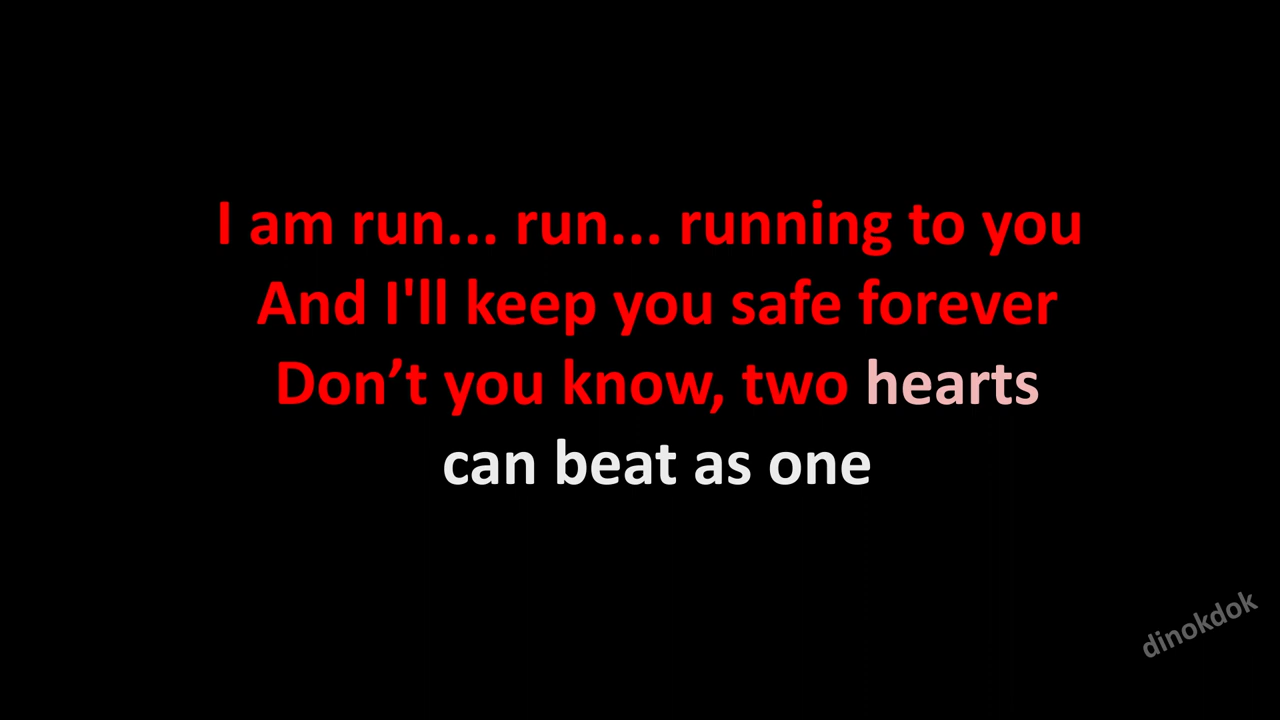 I am run... run... running to you
And I'll keep you safe forever
Don’t you know, two hearts
can beat as one
dinokdok